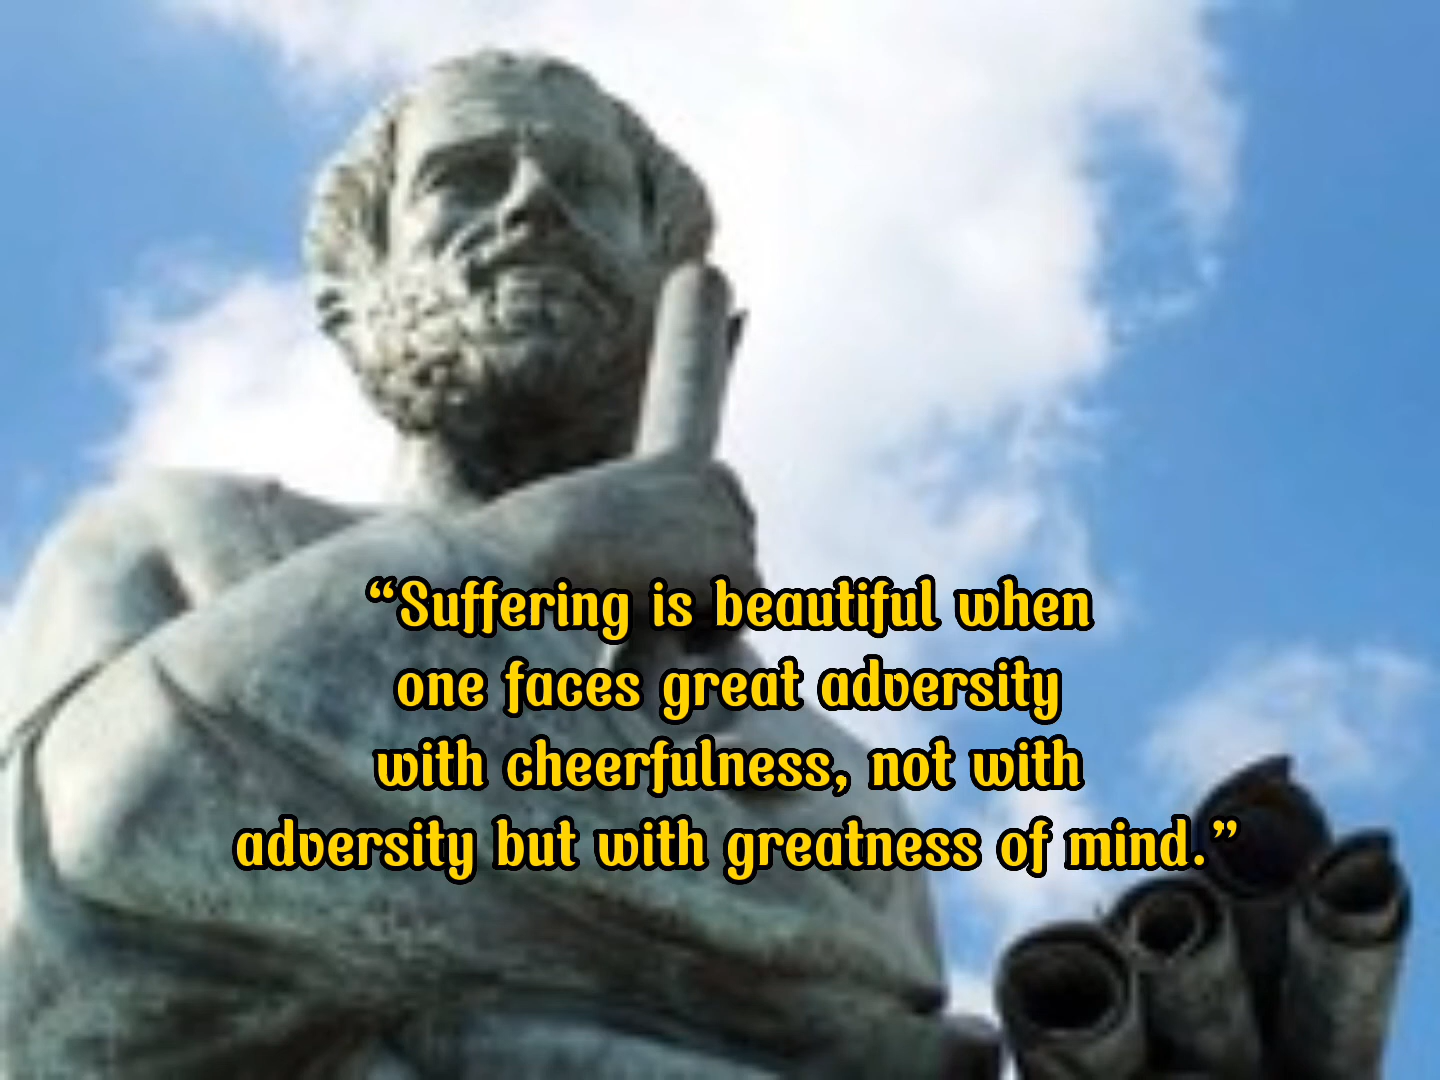 “Suffering is beautiful when
one faces great adversity
with cheerfulness, not with
adversity but with greatness of mind.”